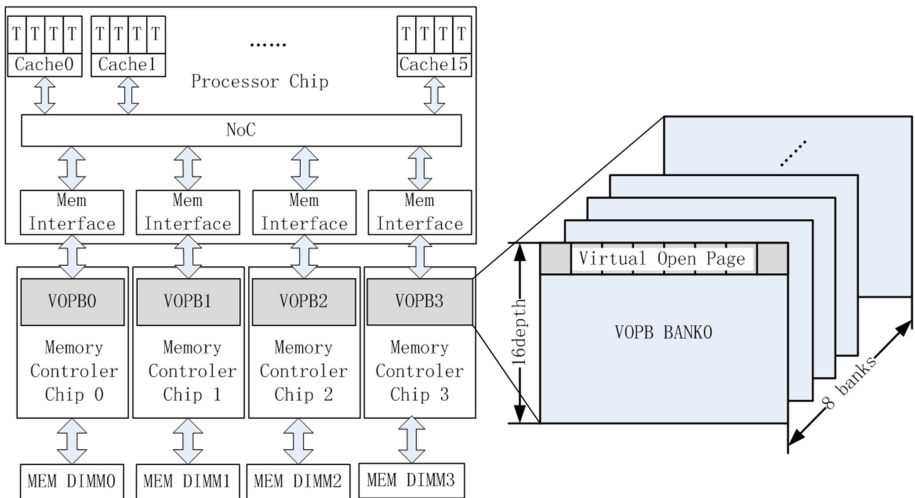 T T T T
T T T T
......
T T T T
Cache0
Cache1
Cache15
Processor Chip
NoC
Mem
Interface
Mem
Interface
Mem
Interface
Mem
Interface
VOPB0
VOPB1
VOPB2
VOPB3
Memory
Controler
Chip 0
Memory
Controler
Chip 1
Memory
Controler
Chip 2
Memory
Controler
Chip 3
MEM DIMM0
MEM DIMM1
MEM DIMM2
MEM DIMM3
......
Virtual Open Page
VOPB BANK0
16depth
8 banks